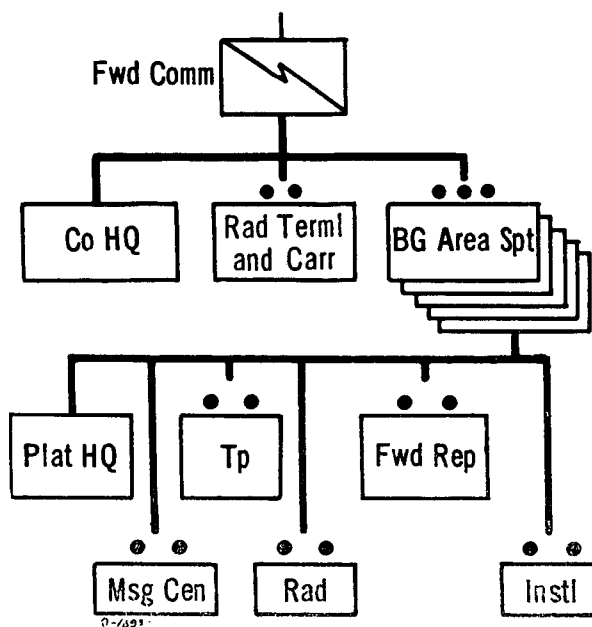 Fwd Comm
Co HQ
Rad Terml
and Carr
BG Area Spt
Plat HQ
Tp
Fwd Rep
Msg Cen
Rad
Instl